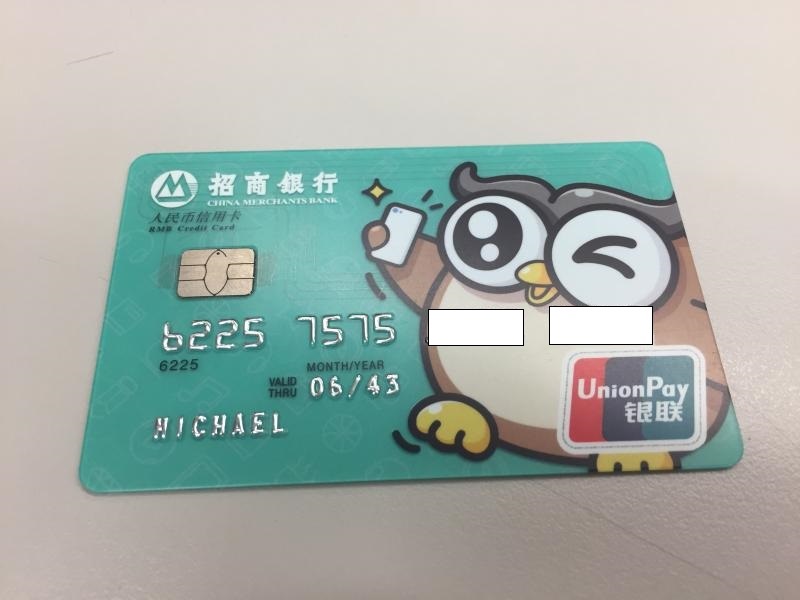 招商銀行
CHINA MERCHANTS BANK
人民币信用卡
RMB Credit Card
6225 7575
6225
MONTH/YEAR
VALID THRU 06/43
MICHAEL
UnionPay
银联